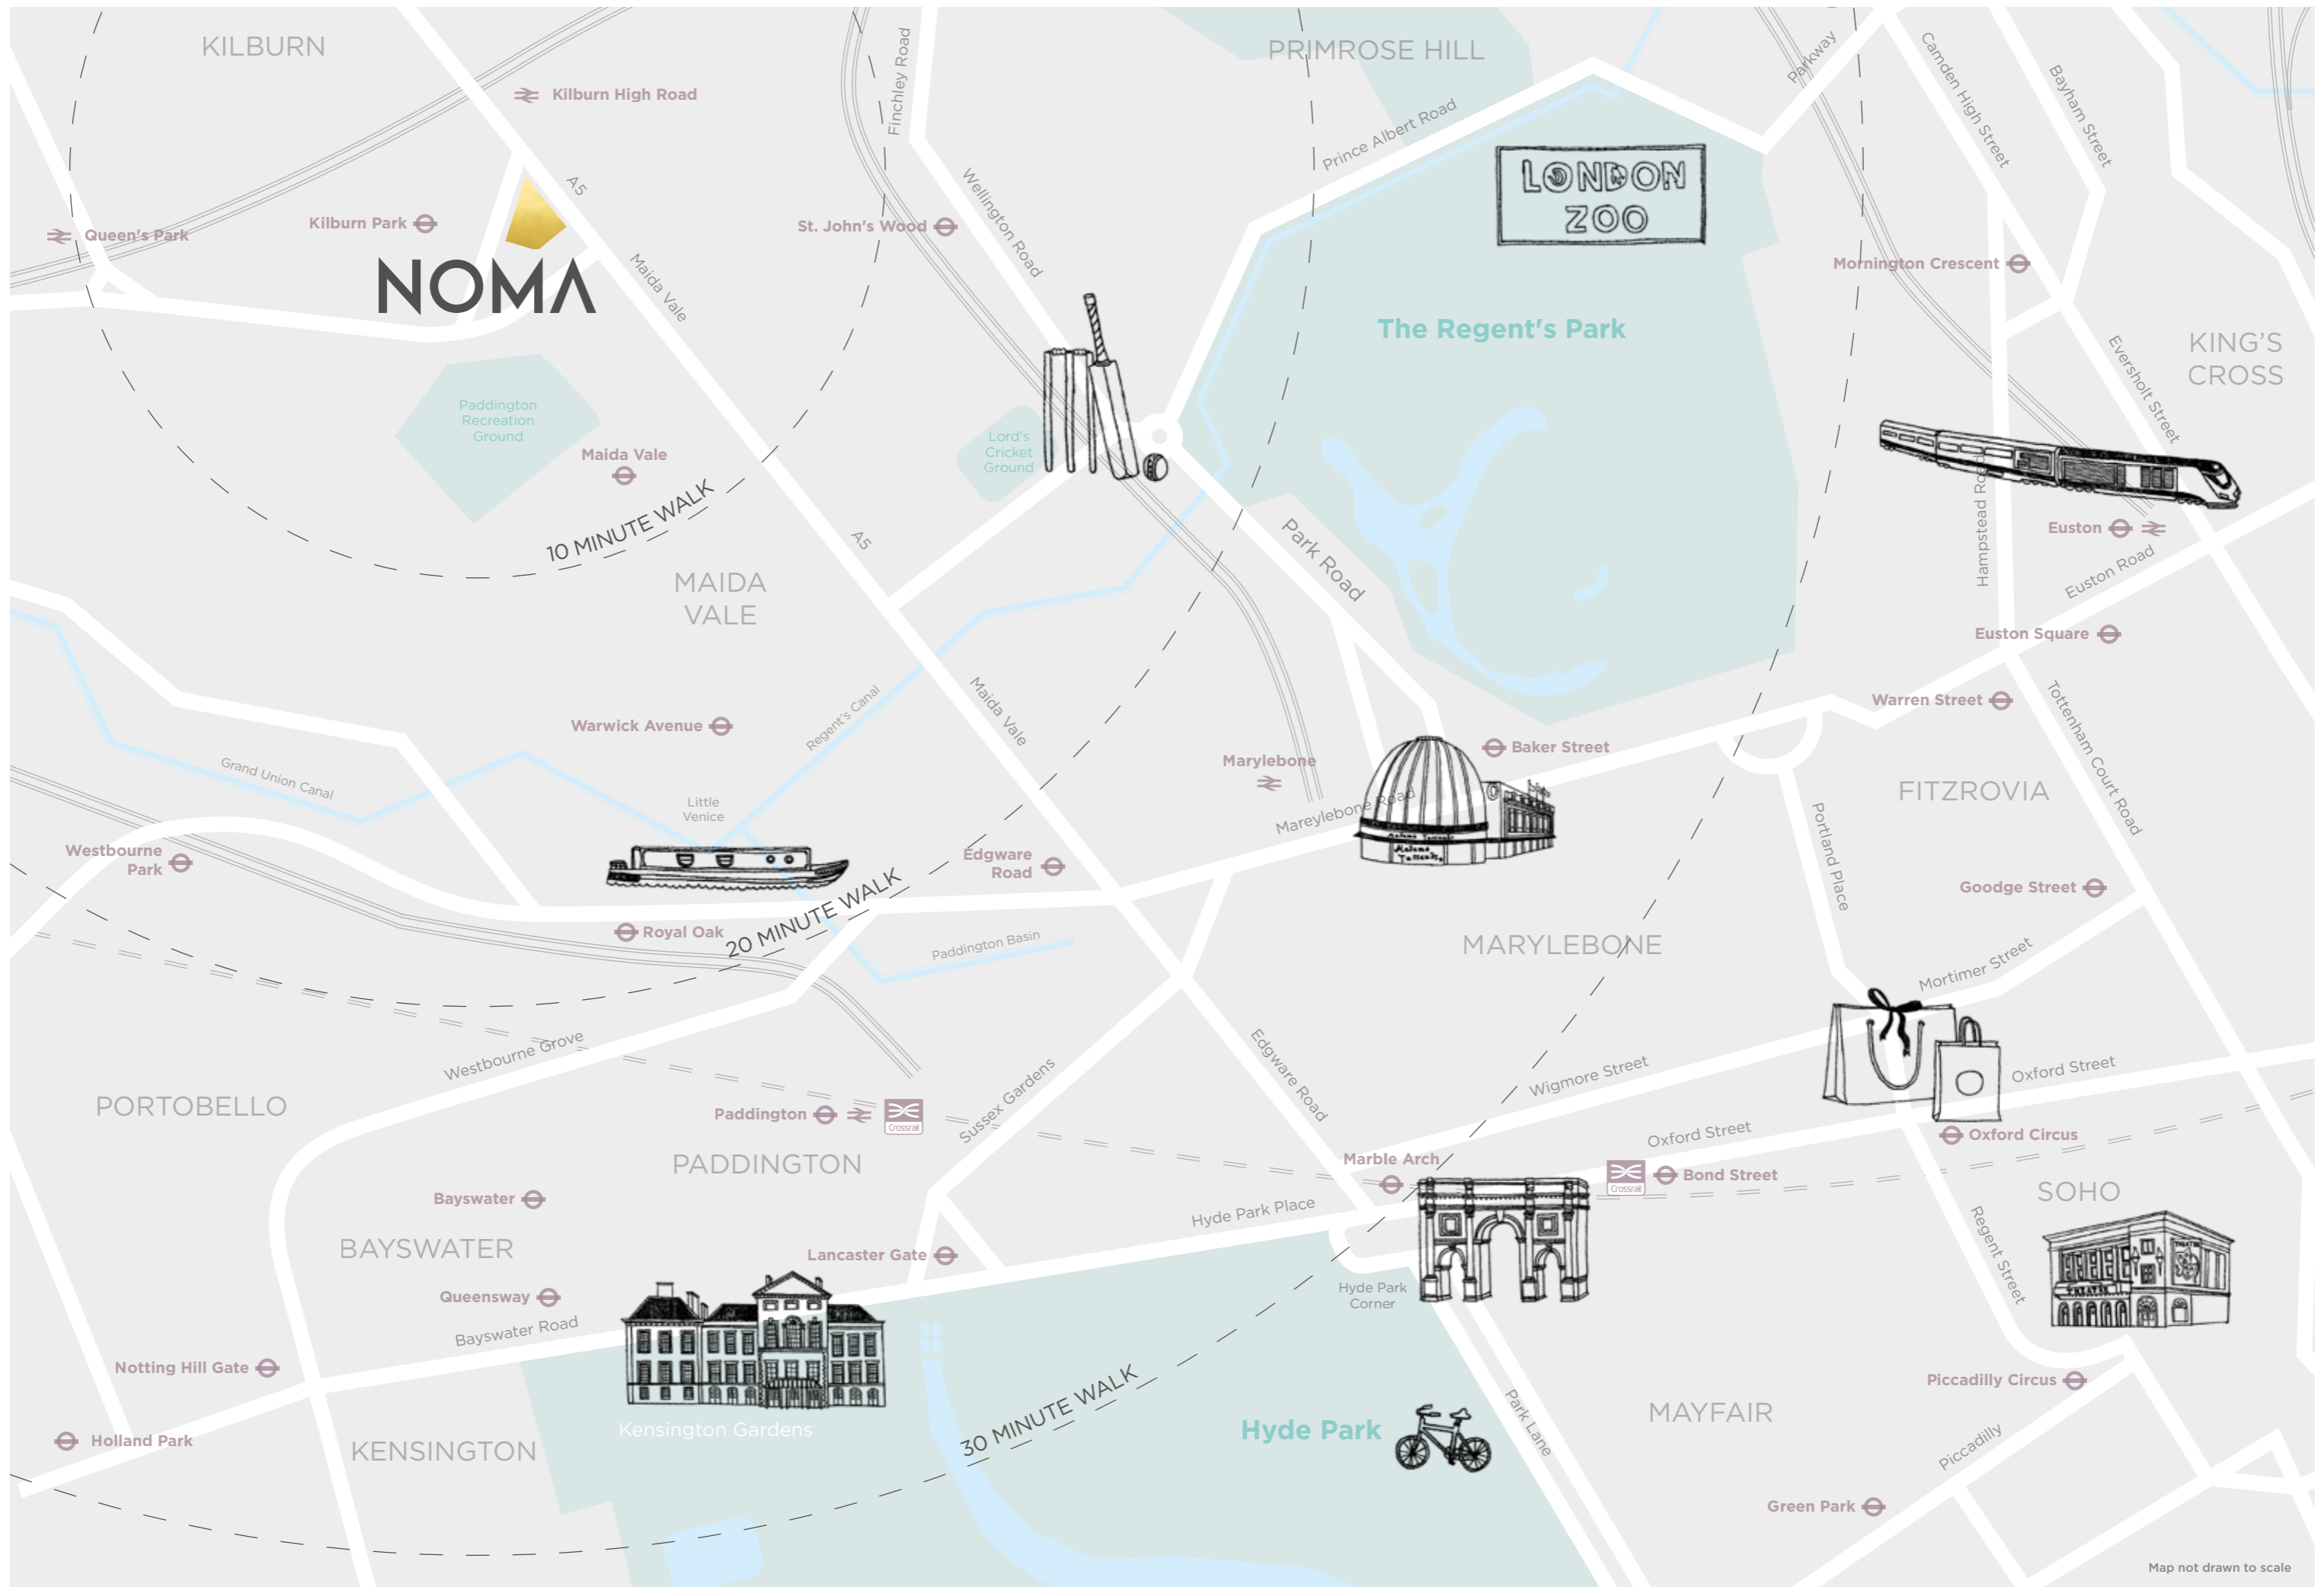 KILBURN
PRIMROSE HILL
Finchley Road
Parkway
Camden High Street
Bayham Street
Kilburn High Road
Prince Albert Road
LONDON
ZOO
A5
Wellington Road
Kilburn Park
St. John's Wood
Queen's Park
NOMA
Maida Vale
Mornington Crescent
The Regent's Park
KING'S
CROSS
Eversholt Street
Paddington
Recreation
Ground
Lord's
Cricket
Ground
Maida Vale
10 MINUTE WALK
A5
Park Road
Hampstead Road
Euston
Euston Road
MAIDA
VALE
Euston Square
Warren Street
Warwick Avenue
Regent's Canal
Maida Vale
Tottenham Court Road
Baker Street
Marylebone
Grand Union Canal
Little
Venice
Mareylebone Road
FITZROVIA
Portland Place
Westbourne
Park
Edgware
Road
Madame Tussauds
Madame
Tussauds
20 MINUTE WALK
Goodge Street
Royal Oak
Paddington Basin
MARYLEBONE
Mortimer Street
Westbourne Grove
Edgware Road
Sussex Gardens
Wigmore Street
Oxford Street
PORTOBELLO
Paddington
Crossrail
Oxford Street
Oxford Circus
PADDINGTON
Marble Arch
Crossrail
Bond Street
SOHO
Bayswater
Hyde Park Place
Regent Street
BAYSWATER
Lancaster Gate
THEATRE
THEATRE
Queensway
Hyde Park
Corner
Bayswater Road
Notting Hill Gate
Piccadilly Circus
30 MINUTE WALK
Park Lane
MAYFAIR
Kensington Gardens
Hyde Park
Holland Park
KENSINGTON
Piccadilly
Green Park
Map not drawn to scale